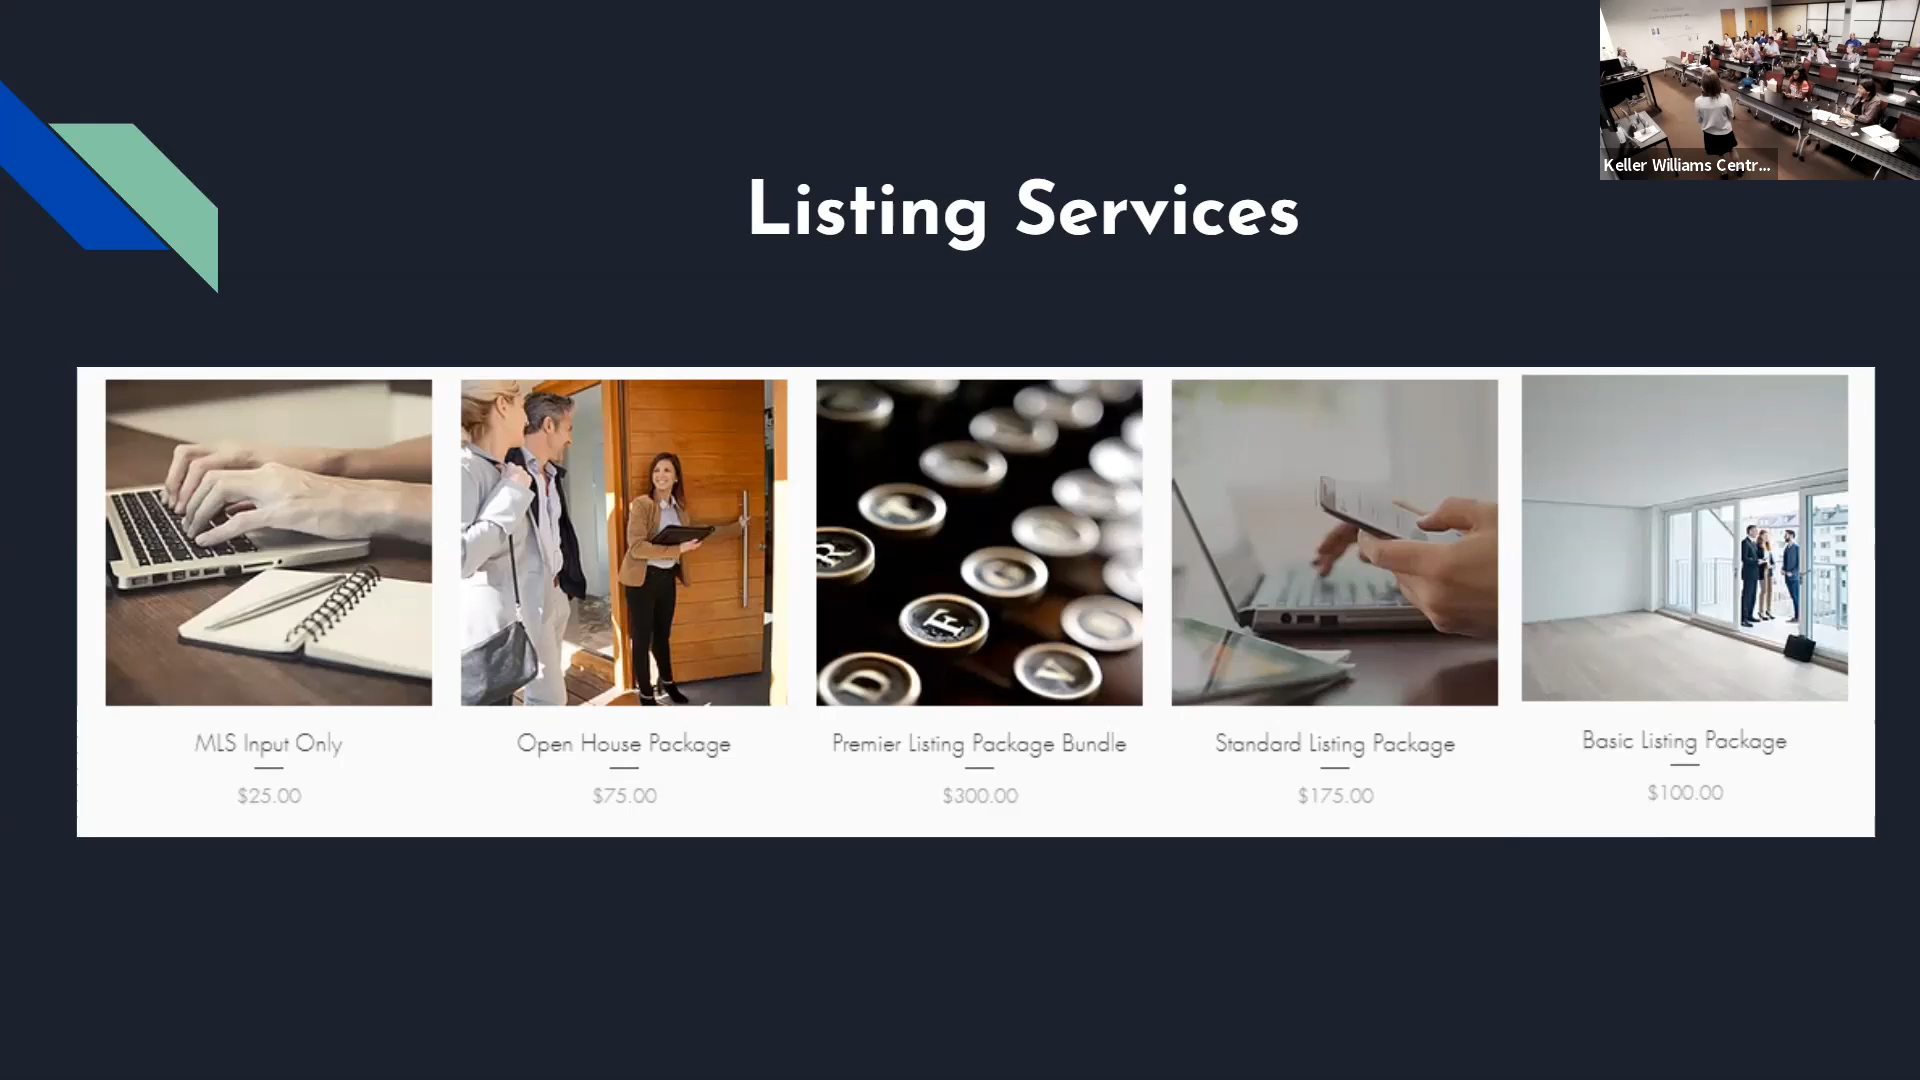 Keller Williams Centr...
Listing Services
MLS Input Only
$25.00
Open House Package
$75.00
Premier Listing Package Bundle
$300.00
Standard Listing Package
$175.00
Basic Listing Package
$100.00
R
T
G
F
D
V